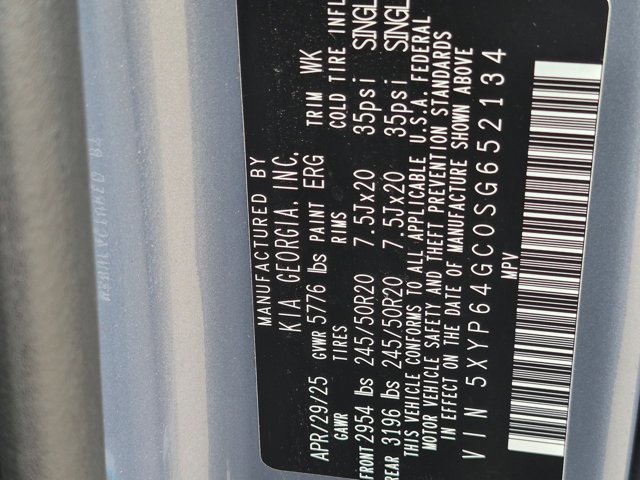 MANUFACTURED BY
KIA GEORGIA, INC.
APR/29/25 GVWR 5776 lbs PAINT ERG TRIM WK
GAWR TIRES RIMS COLD TIRE INFL
FRONT 2954 lbs 245/50R20 7.5Jx20 35psi SINGL
REAR 3196 lbs 245/50R20 7.5Jx20 35psi SINGL
THIS VEHICLE CONFORMS TO ALL APPLICABLE U.S.A. FEDERAL
MOTOR VEHICLE SAFETY AND THEFT PREVENTION STANDARDS
IN EFFECT ON THE DATE OF MANUFACTURE SHOWN ABOVE
VIN 5XYP64GC0SG652134
MPV